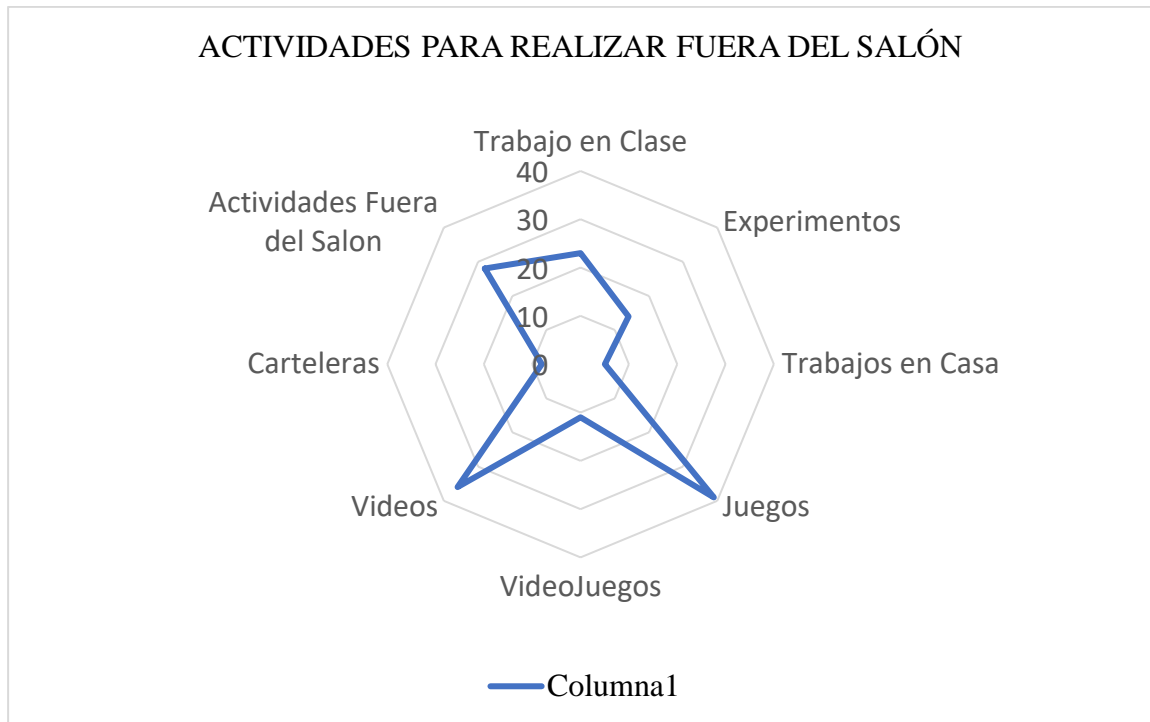 ACTIVIDADES PARA REALIZAR FUERA DEL SALÓN
Trabajo en Clase
40
Experimentos
Actividades Fuera
del Salon
30
20
10
Carteleras
0
Trabajos en Casa
Videos
Juegos
VideoJuegos
Columna1